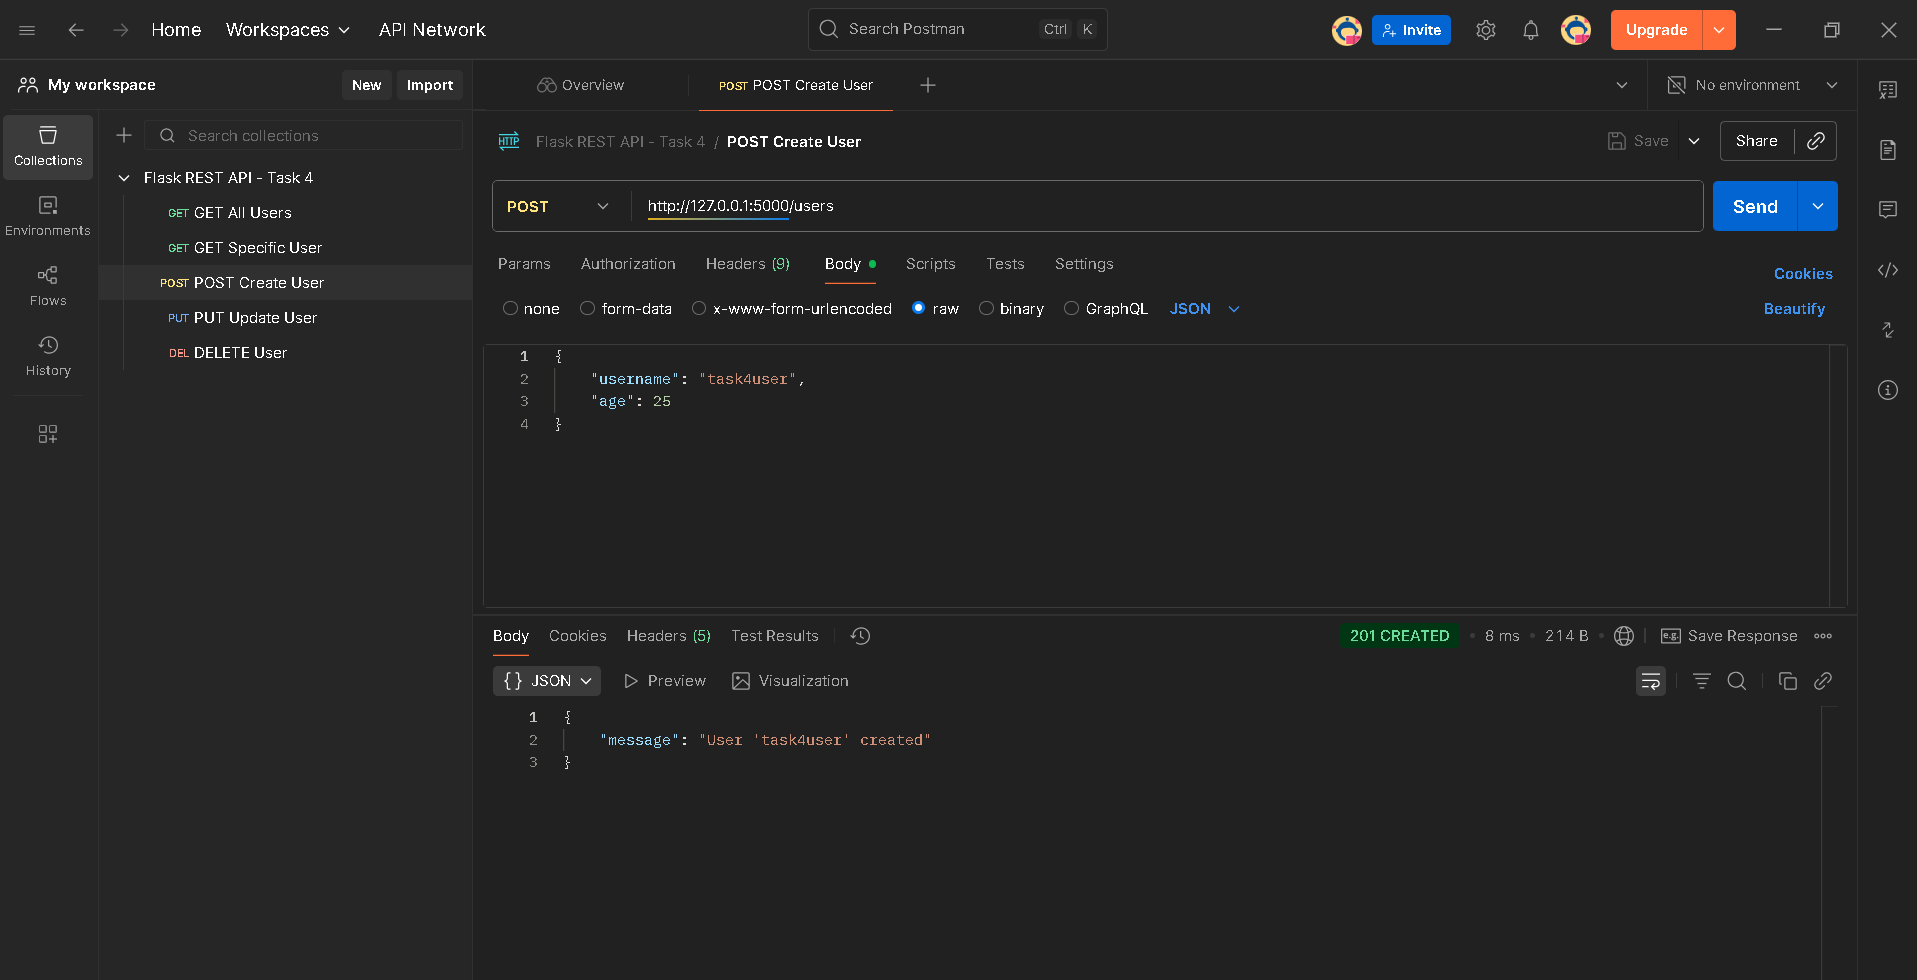 Home Workspaces API Network Search Postman Ctrl K Invite Upgrade
My workspace New Import Overview POST POST Create User No environment
Search collections
Collections
Environments
Flows
History
Flask REST API - Task 4
GET GET All Users
GET GET Specific User
POST POST Create User
PUT PUT Update User
DEL DELETE User
HTTP Flask REST API - Task 4 / POST Create User Save Share
POST http://127.0.0.1:5000/users Send
Params Authorization Headers (9) Body Scripts Tests Settings Cookies
none form-data x-www-form-urlencoded raw binary GraphQL JSON Beautify
1 {
2 "username": "task4user",
3 "age": 25
4 }
Body Cookies Headers (5) Test Results 201 CREATED 8 ms 214 B e.g. Save Response
{} JSON Preview Visualization
1 {
2 "message": "User 'task4user' created"
3 }